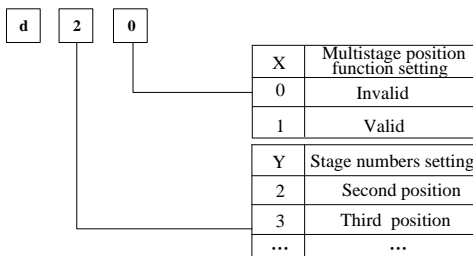 d 2 0
X Multistage position
function setting
0 Invalid
1 Valid
Y Stage numbers setting
2 Second position
3 Third position
... ...